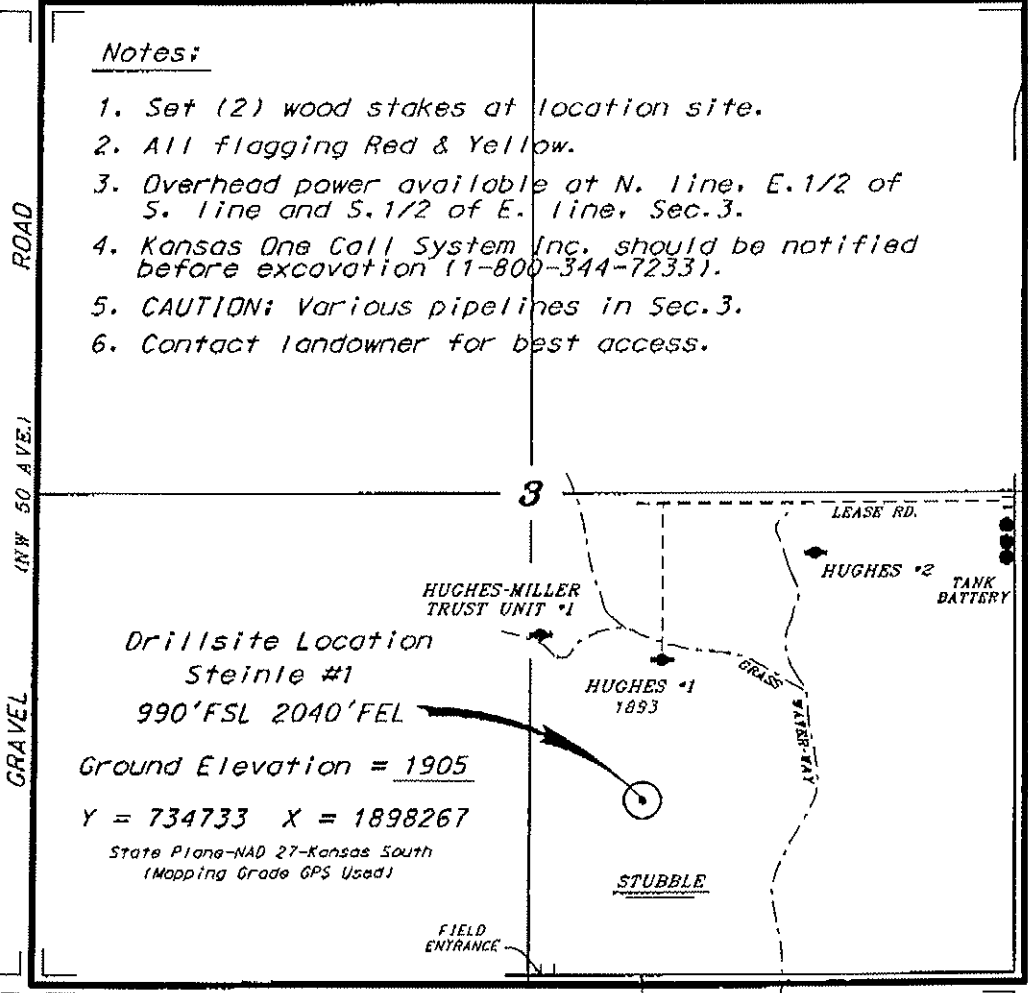 Notes:
1. Set (2) wood stakes at location site.
2. All flagging Red & Yellow.
3. Overhead power available at N. line, E.1/2 of
S. line and S.1/2 of E. line, Sec.3.
4. Kansas One Call System Inc. should be notified
before excavation (1-800-344-7233).
5. CAUTION: Various pipelines in Sec.3.
6. Contact landowner for best access.
GRAVEL (NW 50 AVE.) ROAD
3
LEASE RD.
HUGHES #2
TANK
BATTERY
HUGHES-MILLER
TRUST UNIT #1
HUGHES #1
1893
GRASS
WATER-WAY
Drillsite Location
Steinle #1
990'FSL 2040'FEL
Ground Elevation = 1905
Y = 734733 X = 1898267
State Plane-NAD 27-Kansas South
(Mapping Grade GPS Used)
STUBBLE
FIELD
ENTRANCE